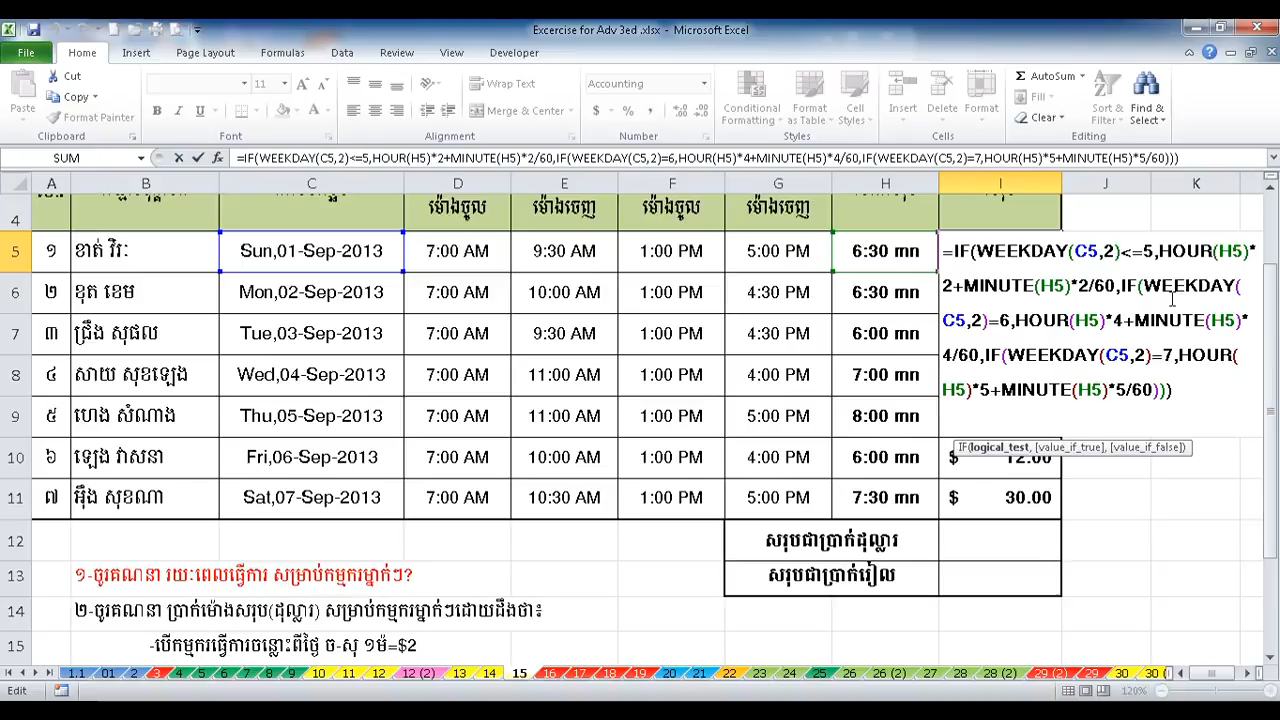 Exercise for Adv 3ed .xlsx - Microsoft Excel
File Home Insert Page Layout Formulas Data Review View Developer
Paste Cut Copy Format Painter Clipboard
11 A A B I U Font
Wrap Text Merge & Center Alignment
Accounting $ % , Number
Conditional Formatting Format as Table Cell Styles Styles
Insert Delete Format Cells
AutoSum Fill Clear Sort & Filter Find & Select Editing
SUM =IF(WEEKDAY(C5,2)<=5,HOUR(H5)*2+MINUTE(H5)*2/60,IF(WEEKDAY(C5,2)=6,HOUR(H5)*4+MINUTE(H5)*4/60,IF(WEEKDAY(C5,2)=7,HOUR(H5)*5+MINUTE(H5)*5/60)))
A B C D E F G H I J K
4 ម៉ោងចូល ម៉ោងចេញ ម៉ោងចូល ម៉ោងចេញ
5 ១ ខាត់ វិរៈ Sun,01-Sep-2013 7:00 AM 9:30 AM 1:00 PM 5:00 PM 6:30 mn
=IF(WEEKDAY(C5,2)<=5,HOUR(H5)*
2+MINUTE(H5)*2/60,IF(WEEKDAY(
C5,2)=6,HOUR(H5)*4+MINUTE(H5)*
4/60,IF(WEEKDAY(C5,2)=7,HOUR(
H5)*5+MINUTE(H5)*5/60)))
6 ២ ខុត ខេម Mon,02-Sep-2013 7:00 AM 10:00 AM 1:00 PM 4:30 PM 6:30 mn
7 ៣ ជ្រឹង សុផល Tue,03-Sep-2013 7:00 AM 9:30 AM 1:00 PM 4:30 PM 6:00 mn
8 ៤ សាយ សុខឡេង Wed,04-Sep-2013 7:00 AM 11:00 AM 1:00 PM 4:00 PM 7:00 mn
9 ៥ ហេង សំណាង Thu,05-Sep-2013 7:00 AM 11:00 AM 1:00 PM 5:00 PM 8:00 mn
IF(logical_test, [value_if_true], [value_if_false])
10 ៦ ឡេង វាសនា Fri,06-Sep-2013 7:00 AM 10:00 AM 1:00 PM 4:00 PM 6:00 mn $ 12.00
11 ៧ អ៊ឹង សុខណា Sat,07-Sep-2013 7:00 AM 10:30 AM 1:00 PM 5:00 PM 7:30 mn $ 30.00
12 សរុបជាប្រាក់ដុល្លារ
13 ១-ចូរគណនា រយៈពេលធ្វើការ សម្រាប់កម្មករម្នាក់ៗ? សរុបជាប្រាក់រៀល
14 ២-ចូរគណនា ប្រាក់ម៉ោងសរុប(ដុល្លារ) សម្រាប់កម្មករម្នាក់ៗដោយដឹងថា៖
15 -បើកម្មករធ្វើការចន្លោះពីថ្ងៃ ច-សុ ១ម៉=$2
1.1 01 2 3 4 5 6 7 8 9 10 11 12 12 (2) 14 13 15 16 17 18 19 20 21 22 23 24 25 26 26 (2) 27 28 28 (2) 29 (2) 29 30 30 (
Edit 120%